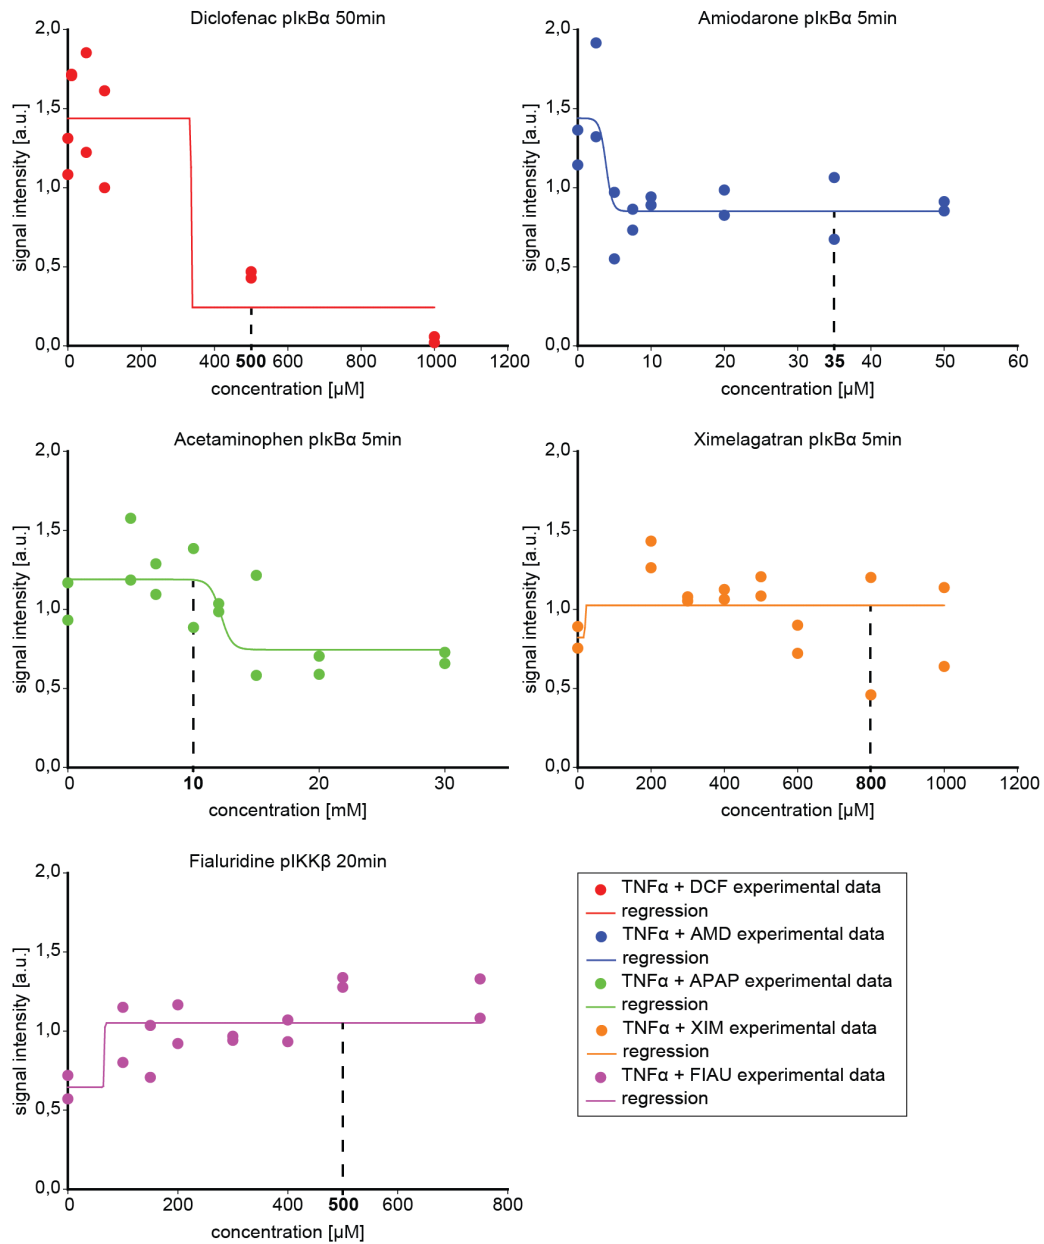 Diclofenac pIκBα 50min
2,0
1,5
1,0
0,5
0,0
signal intensity [a.u.]
0 200 400 500 600 800 1000 1200
concentration [µM]
Amiodarone pIκBα 5min
2,0
1,5
1,0
0,5
0,0
signal intensity [a.u.]
0 10 20 30 35 40 50 60
concentration [µM]
Acetaminophen pIκBα 5min
2,0
1,5
1,0
0,5
0,0
signal intensity [a.u.]
0 10 20 30
concentration [mM]
Ximelagatran pIκBα 5min
2,0
1,5
1,0
0,5
0,0
signal intensity [a.u.]
0 200 400 600 800 1000 1200
concentration [µM]
Fialuridine pIKKβ 20min
2,0
1,5
1,0
0,5
0,0
signal intensity [a.u.]
0 200 400 500 600 800
concentration [µM]
TNFα + DCF experimental data
regression
TNFα + AMD experimental data
regression
TNFα + APAP experimental data
regression
TNFα + XIM experimental data
regression
TNFα + FIAU experimental data
regression